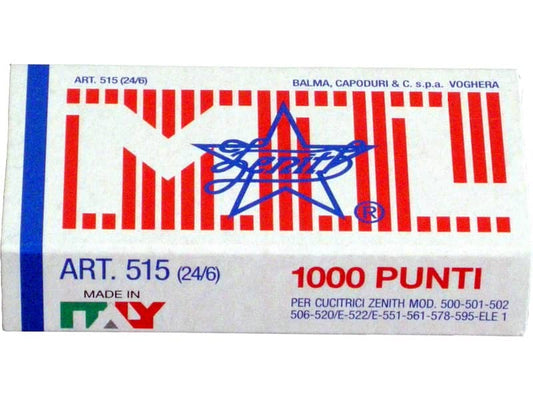 ART. 515 (24/6)
BALMA, CAPODURI & C. s.p.a. VOGHERA
Zenith
®
ART. 515 (24/6)
1000 PUNTI
MADE IN
ITALY
PER CUCITRICI ZENITH MOD. 500-501-502
506-520/E-522/E-551-561-578-595-ELE 1